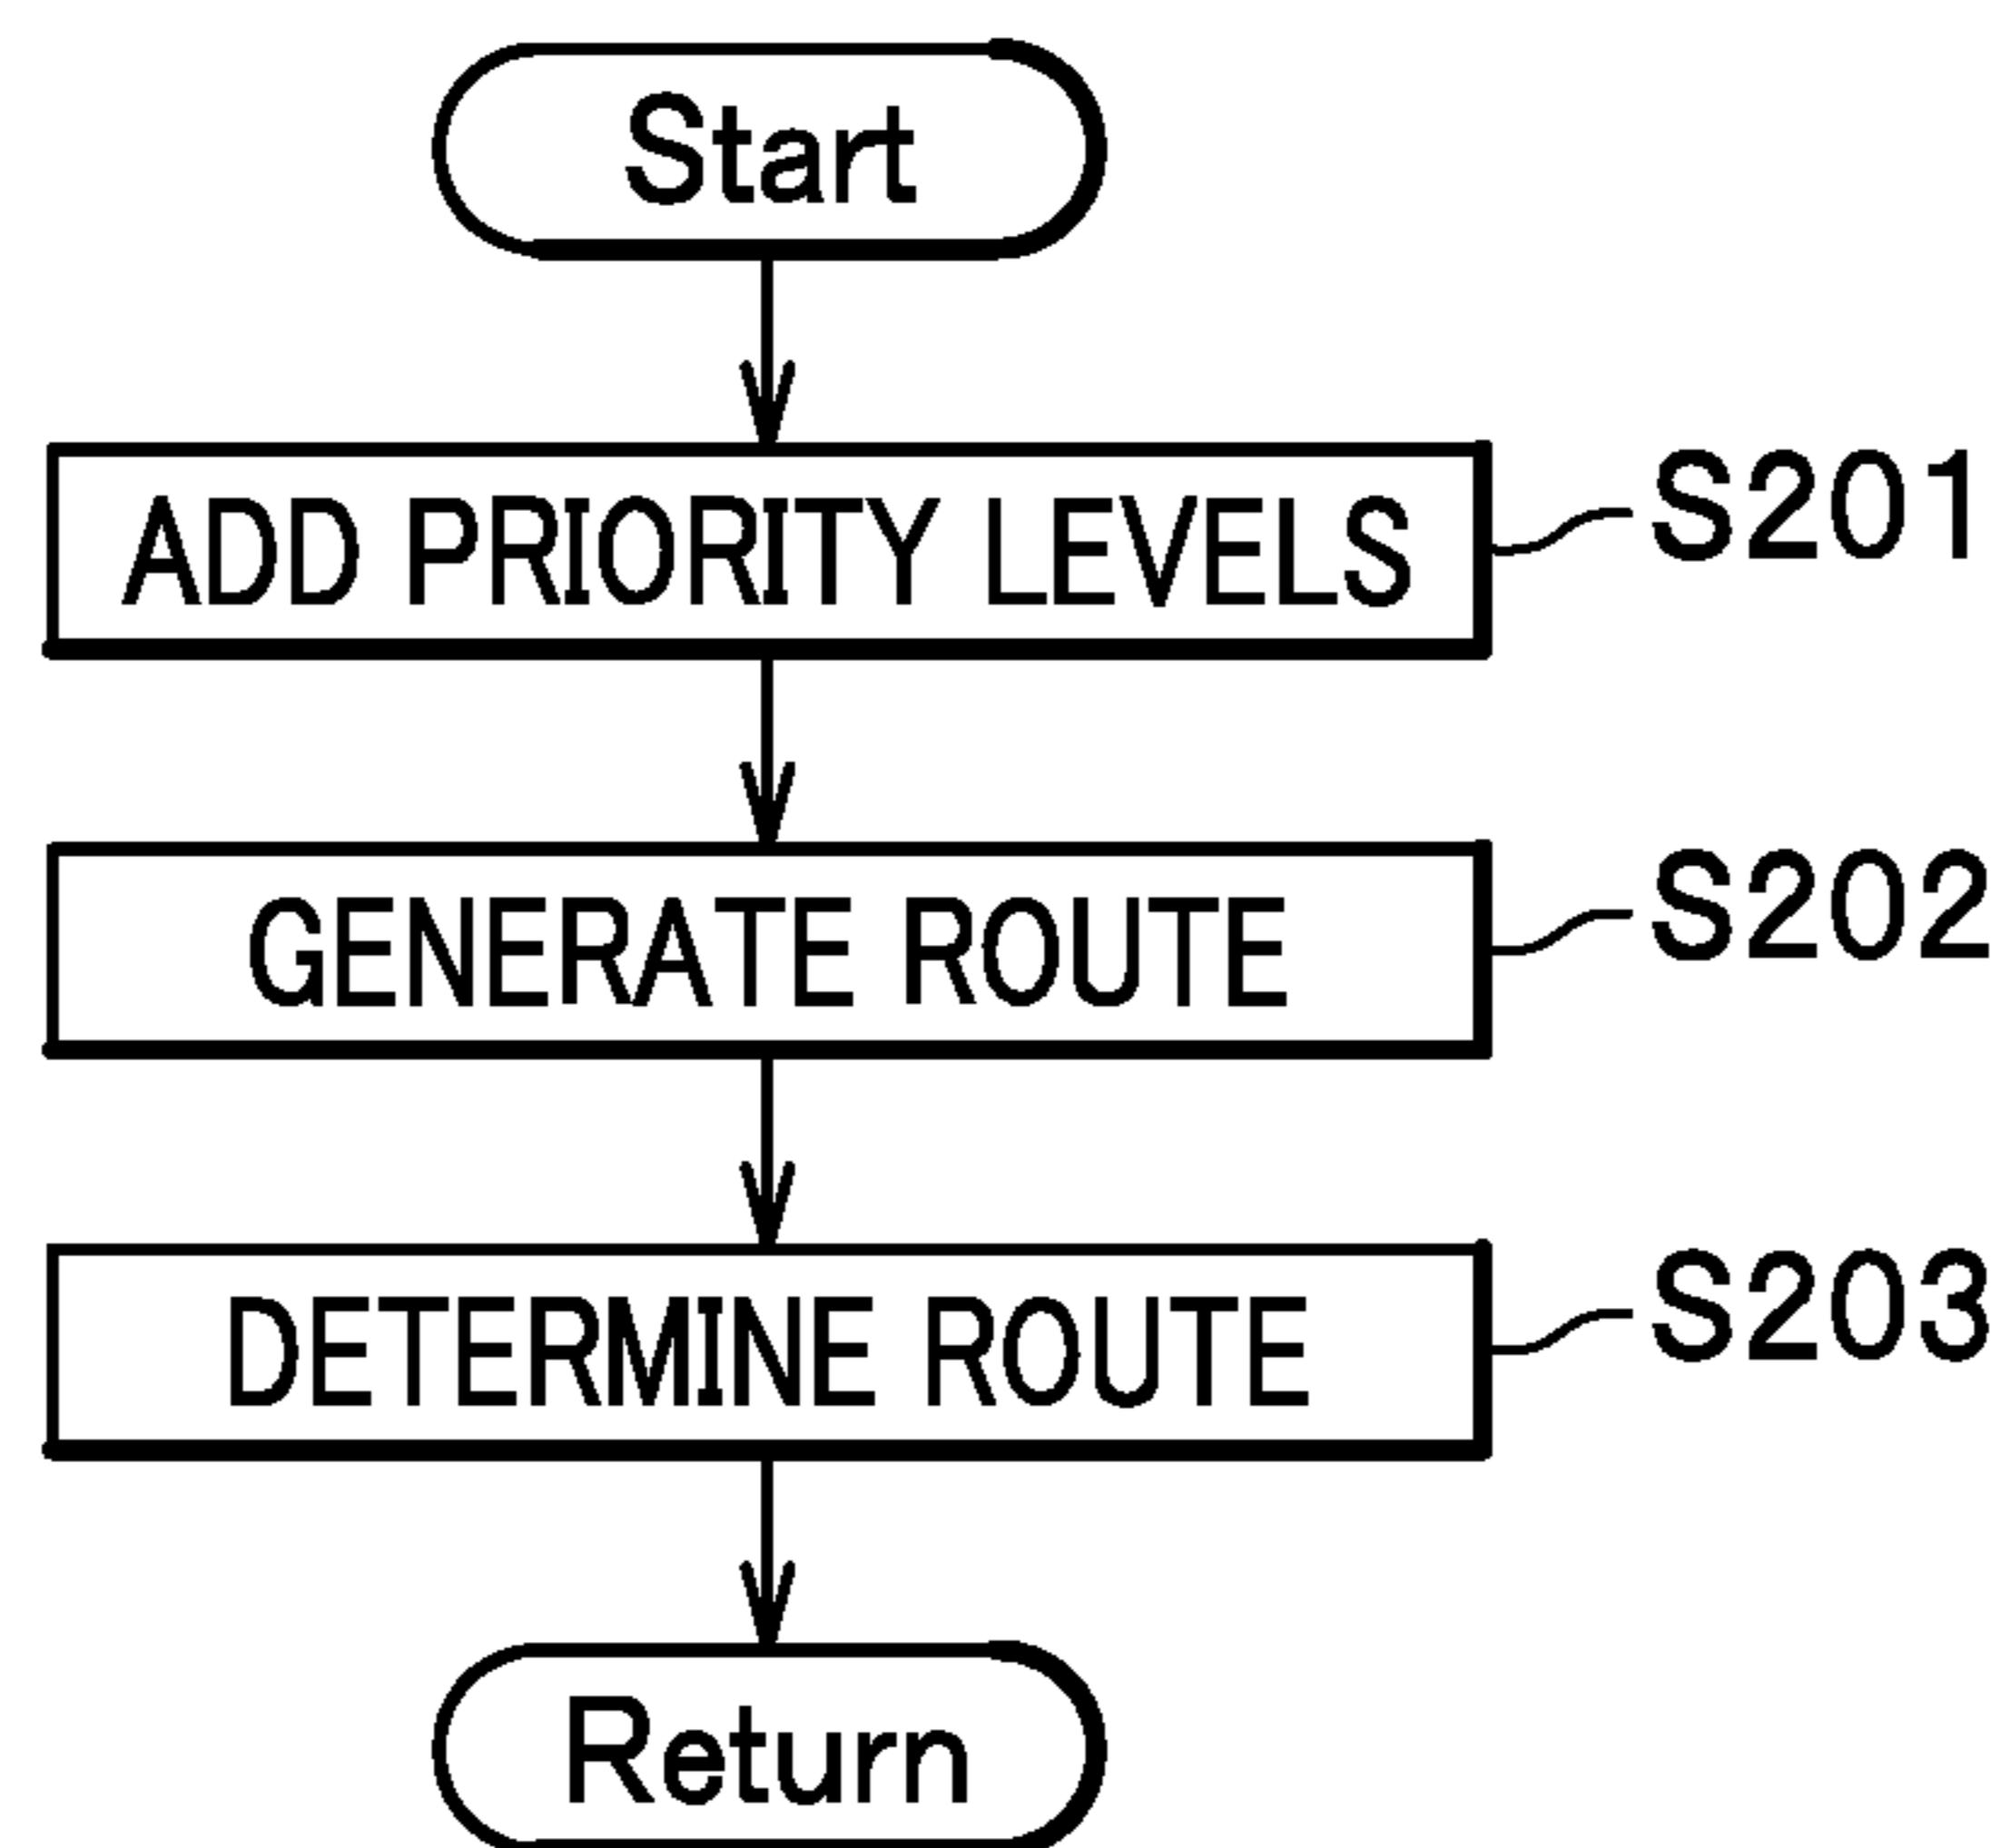 Start
ADD PRIORITY LEVELS S201
GENERATE ROUTE S202
DETERMINE ROUTE S203
Return